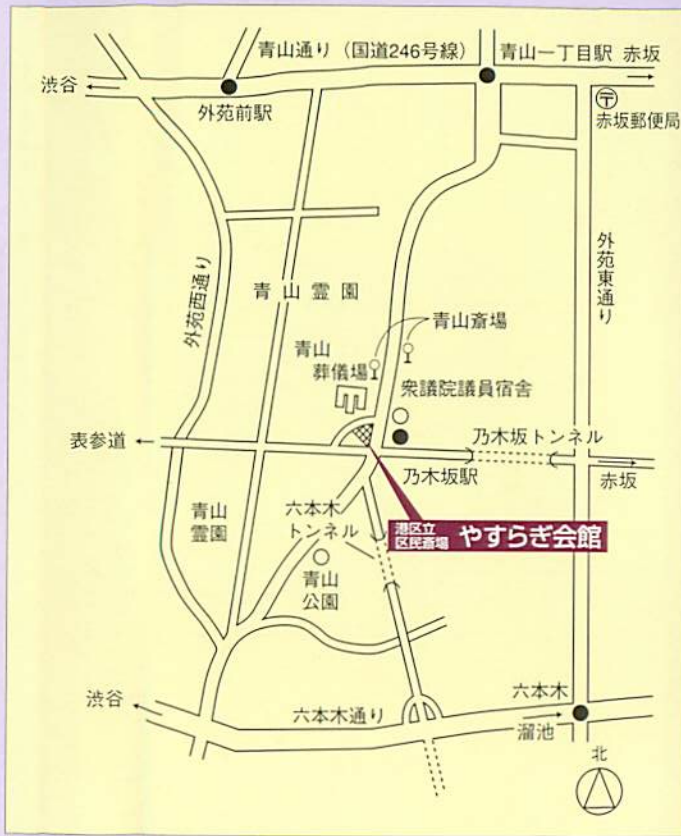 青山通り（国道246号線）
青山一丁目駅
赤坂
渋谷
外苑前駅
〒
赤坂郵便局
外苑西通り
外苑東通り
青山霊園
青山斎場
青山
葬儀場
衆議院議員宿舎
表参道
乃木坂トンネル
乃木坂駅
赤坂
青山
霊園
六本木
トンネル
港区立
区民斎場
やすらぎ会館
青山
公園
渋谷
六本木通り
六本木
溜池
北